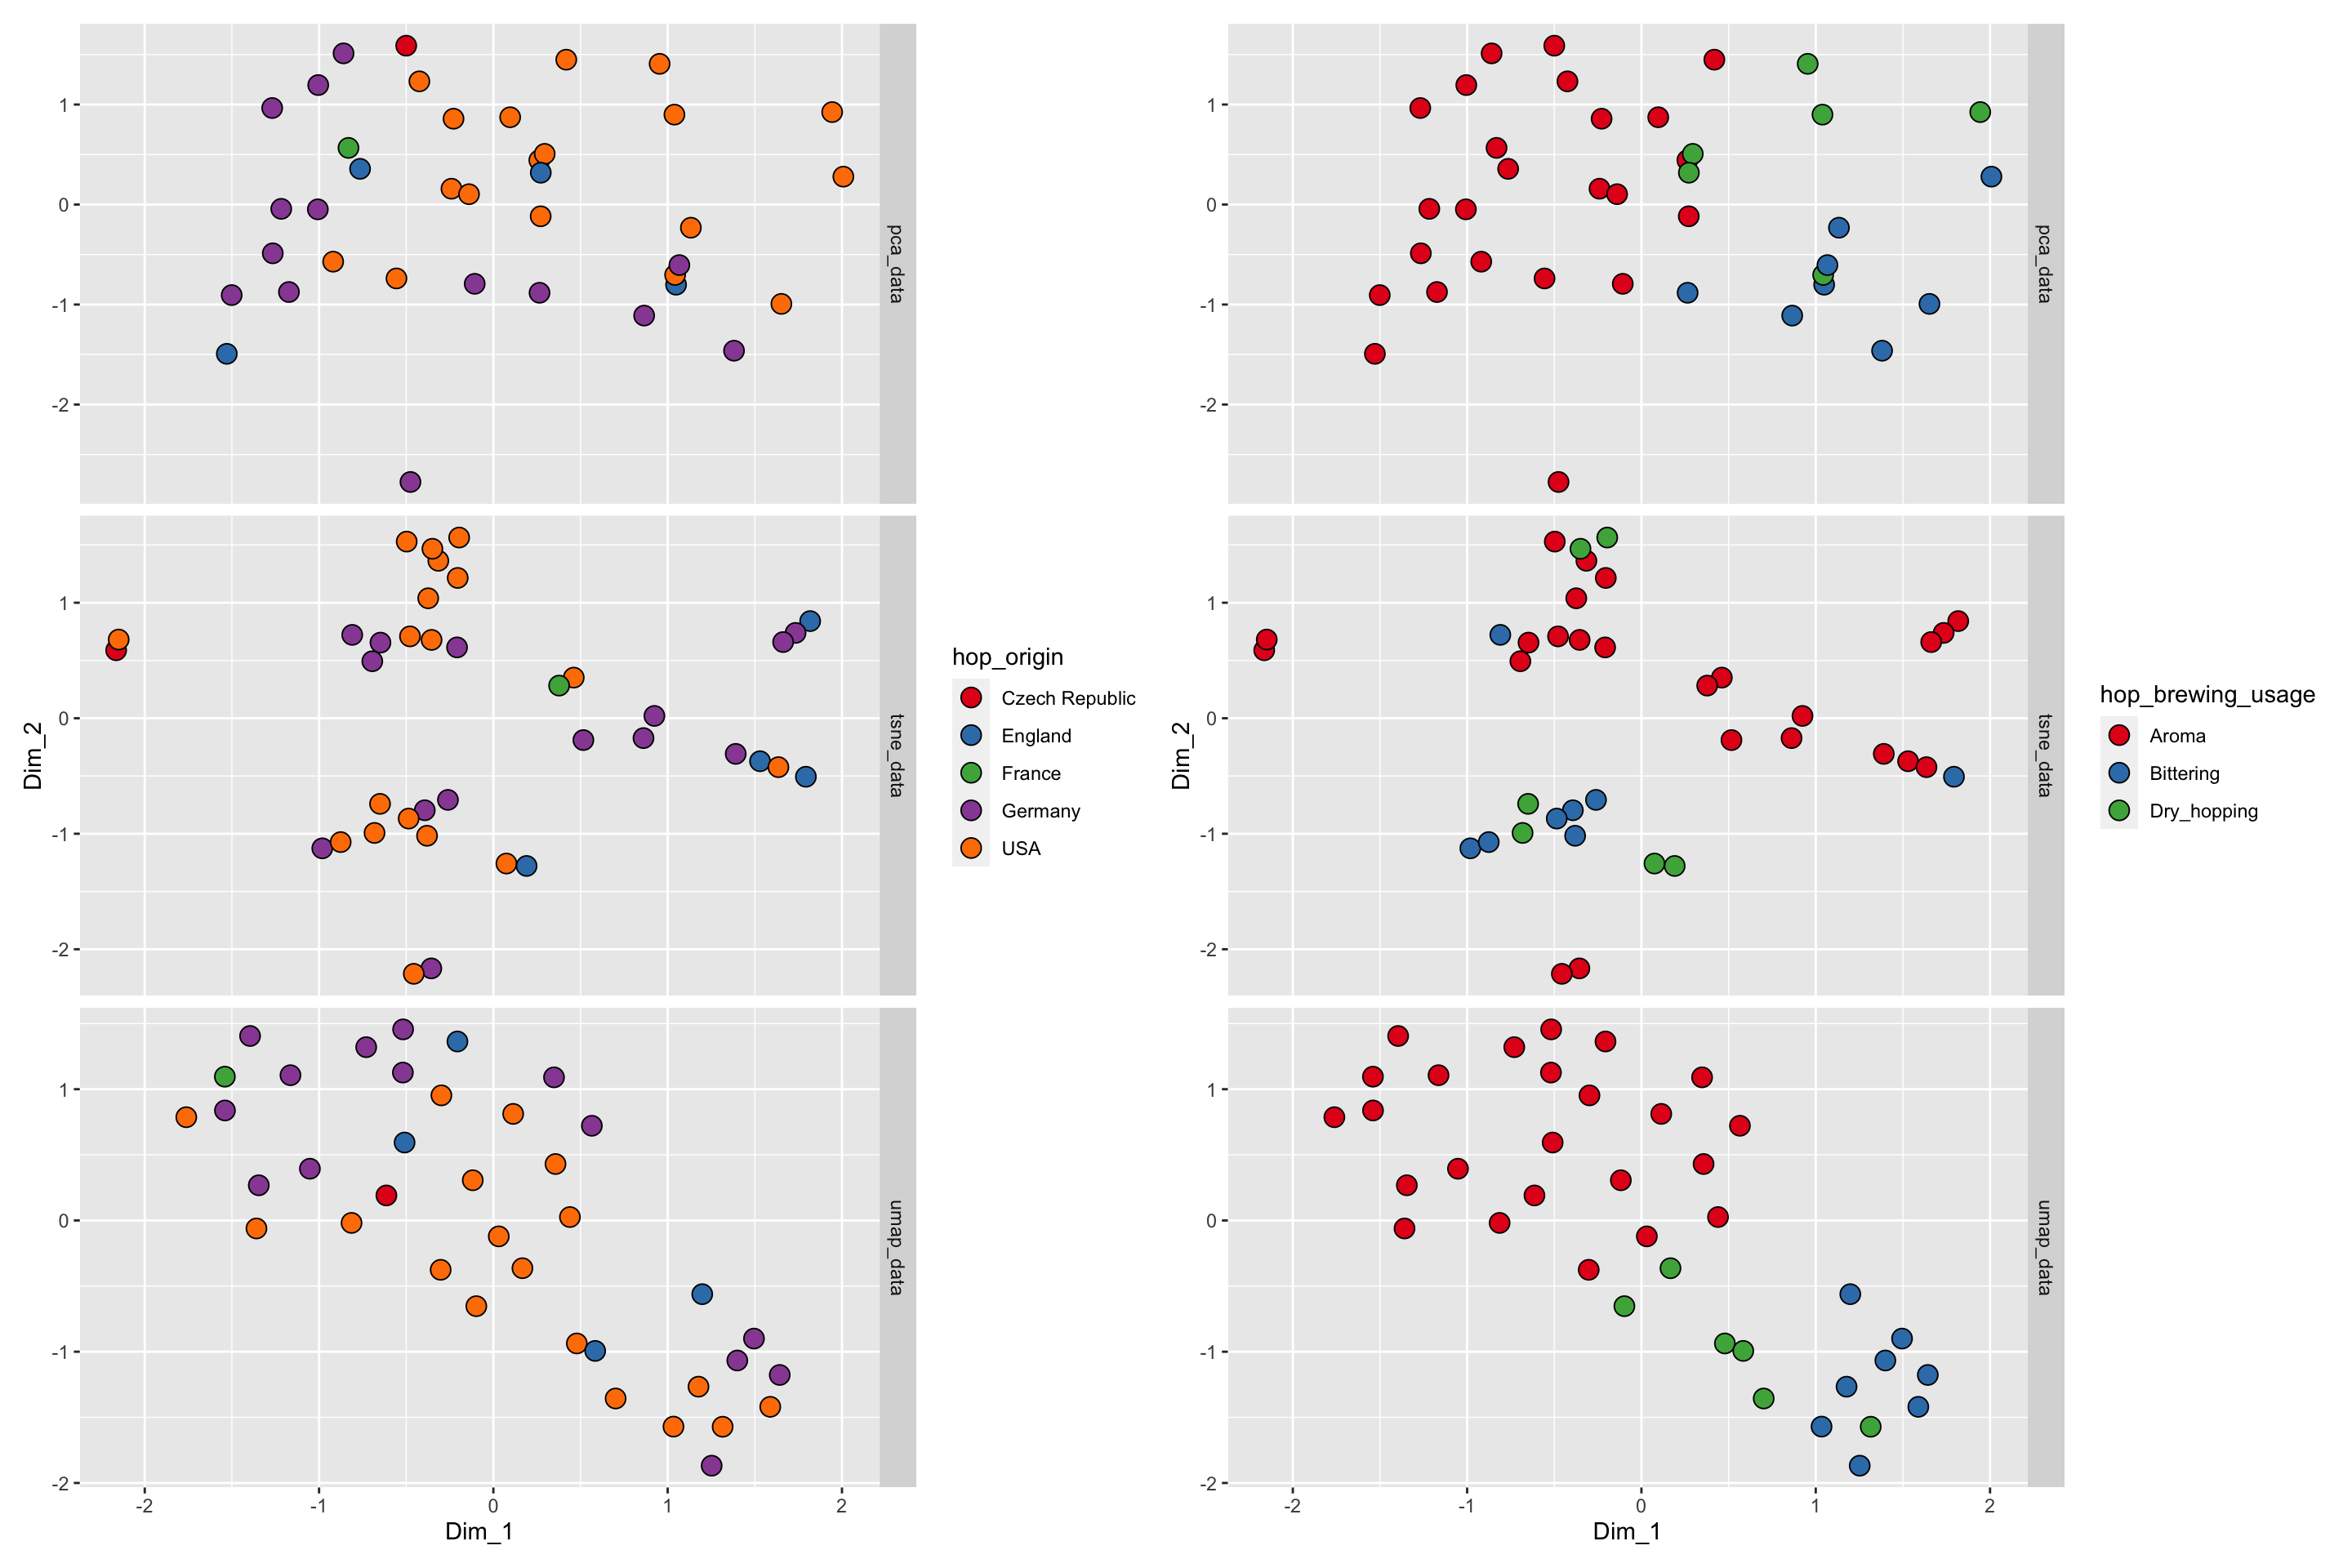 Dim_2
1
0
-1
-2
pca_data
1
0
-1
-2
tsne_data
1
0
-1
-2
umap_data
-2 -1 0 1 2
Dim_1
hop_origin
Czech Republic
England
France
Germany
USA
Dim_2
1
0
-1
-2
pca_data
1
0
-1
-2
tsne_data
1
0
-1
-2
umap_data
-2 -1 0 1 2
Dim_1
hop_brewing_usage
Aroma
Bittering
Dry_hopping